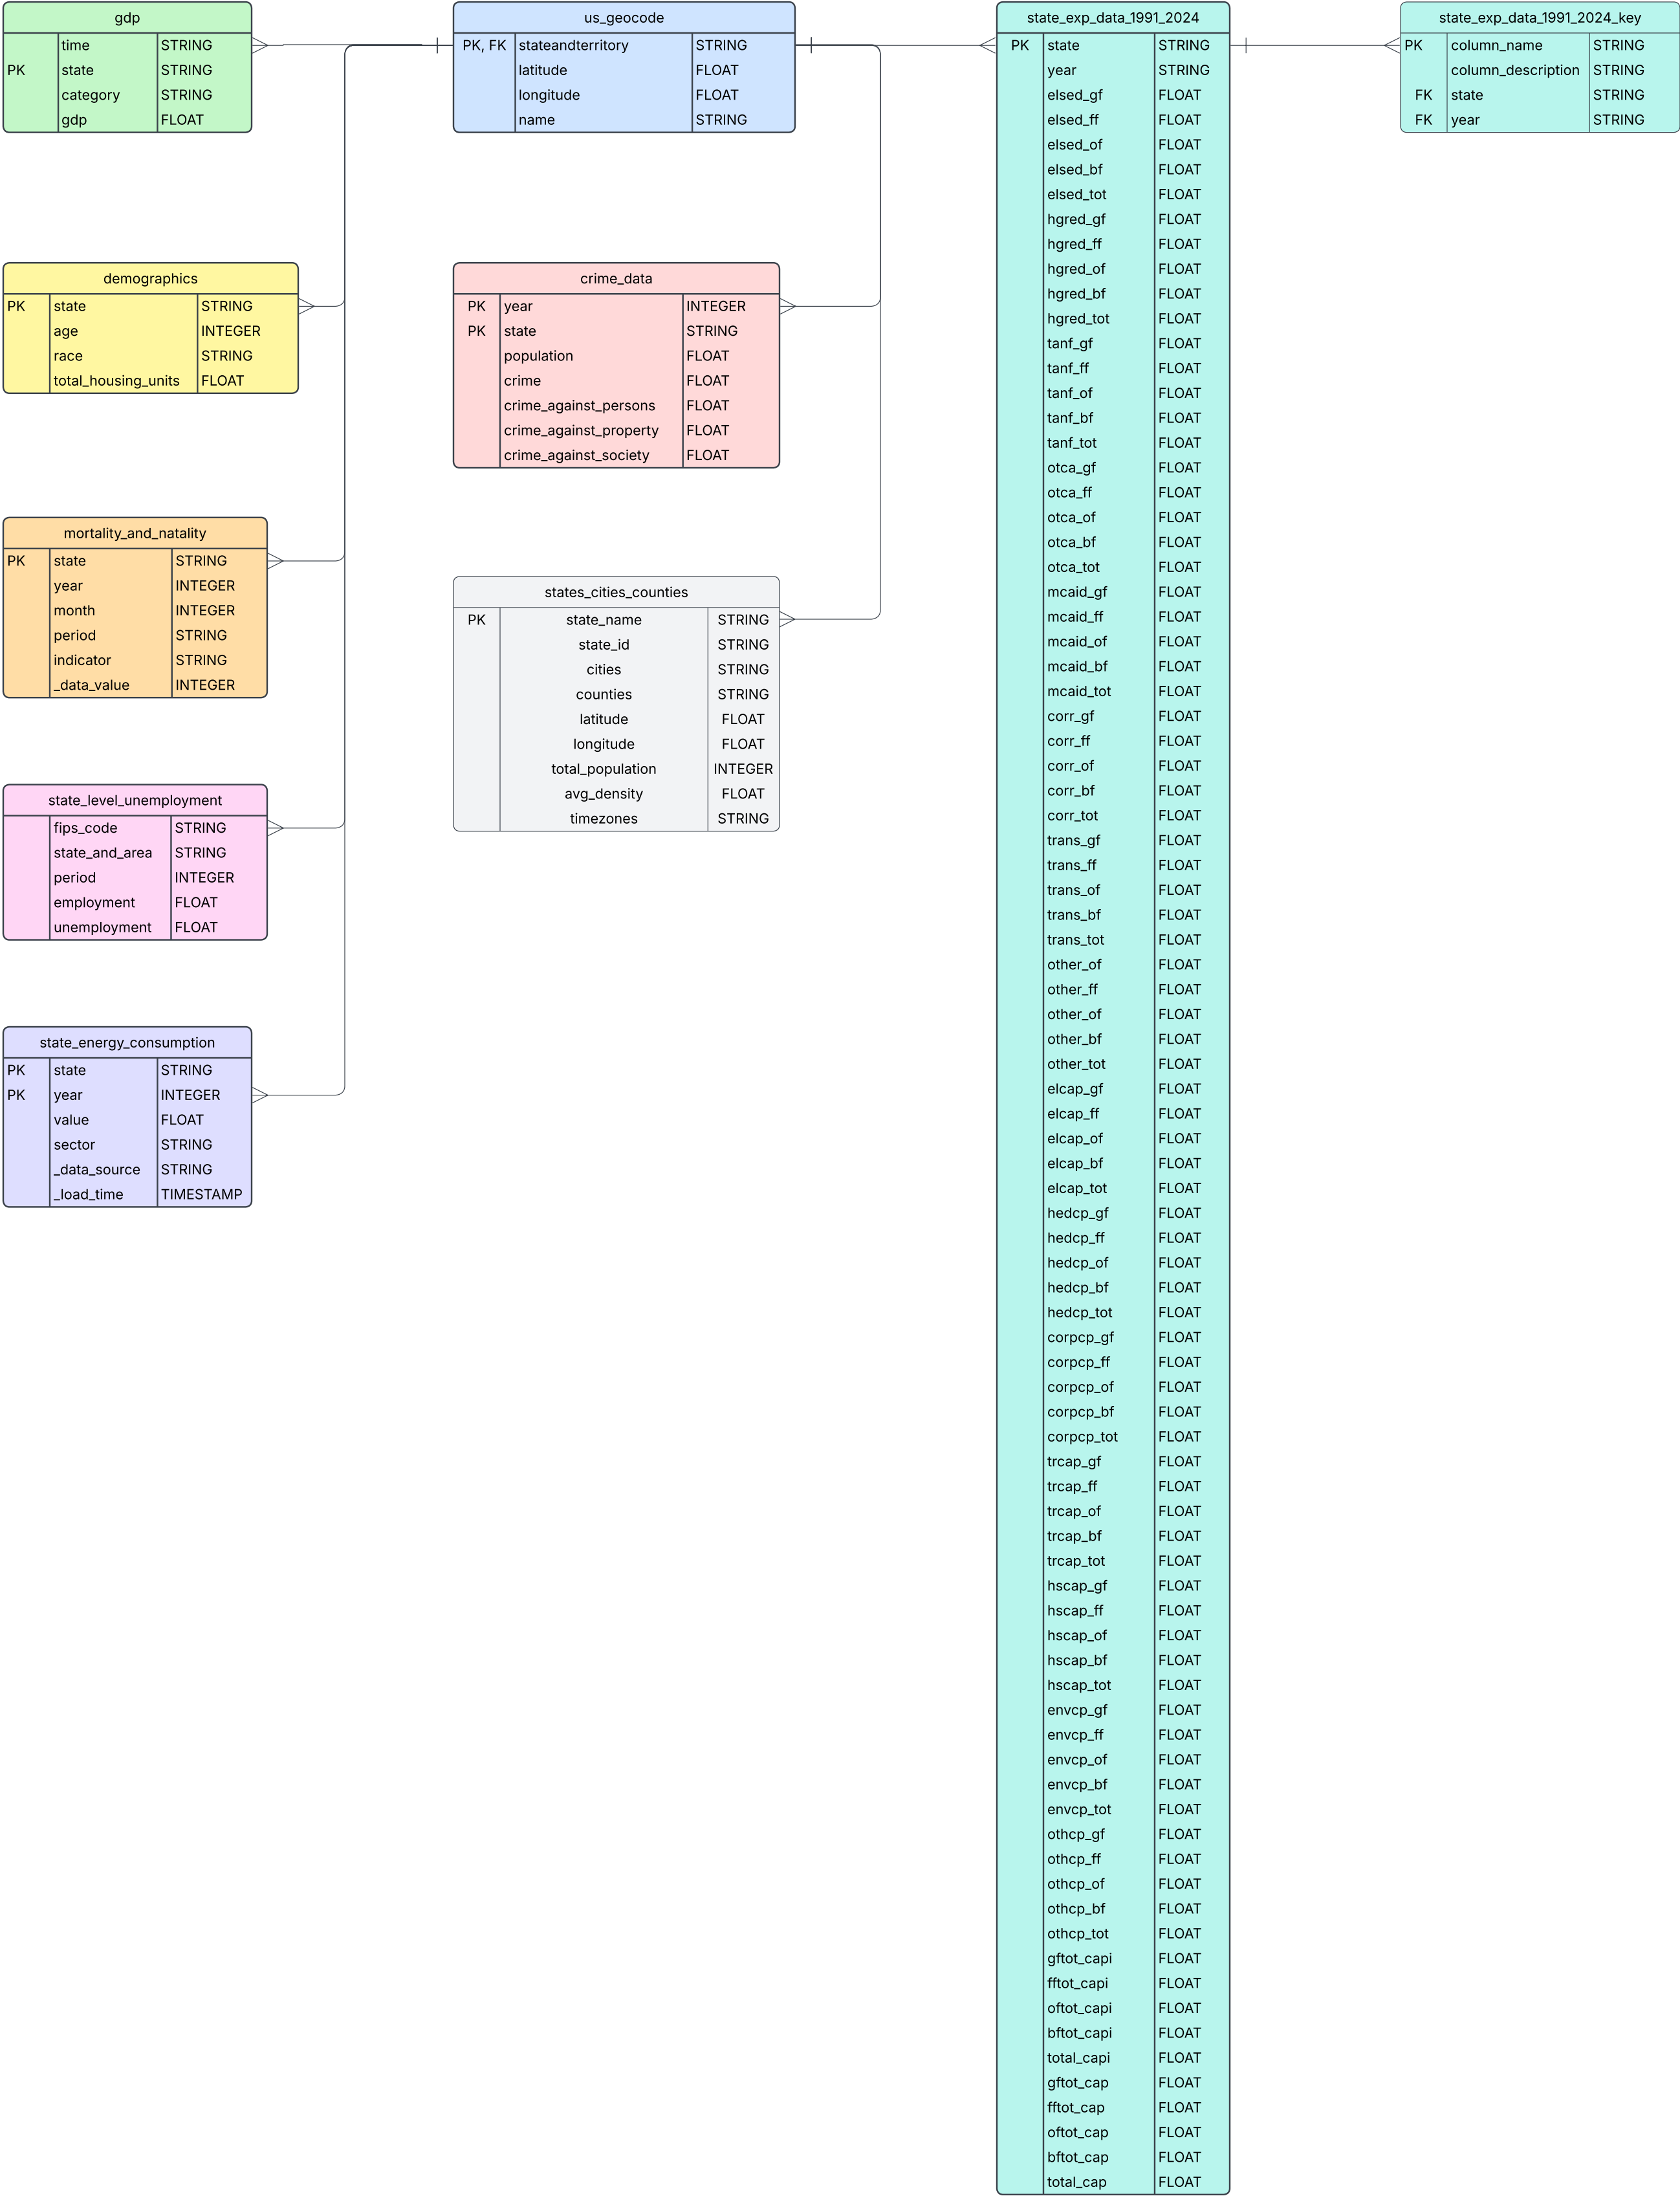 gdp
time STRING
PK state STRING
category STRING
gdp FLOAT
us_geocode
PK, FK stateandterritory STRING
latitude FLOAT
longitude FLOAT
name STRING
demographics
PK state STRING
age INTEGER
race STRING
total_housing_units FLOAT
crime_data
PK year INTEGER
PK state STRING
population FLOAT
crime FLOAT
crime_against_persons FLOAT
crime_against_property FLOAT
crime_against_society FLOAT
mortality_and_natality
PK state STRING
year INTEGER
month INTEGER
period STRING
indicator STRING
_data_value INTEGER
states_cities_counties
PK state_name STRING
state_id STRING
cities STRING
counties STRING
latitude FLOAT
longitude FLOAT
total_population INTEGER
avg_density FLOAT
timezones STRING
state_level_unemployment
fips_code STRING
state_and_area STRING
period INTEGER
employment FLOAT
unemployment FLOAT
state_energy_consumption
PK state STRING
PK year INTEGER
value FLOAT
sector STRING
_data_source STRING
_load_time TIMESTAMP
state_exp_data_1991_2024
PK state STRING
year STRING
elsed_gf FLOAT
elsed_ff FLOAT
elsed_of FLOAT
elsed_bf FLOAT
elsed_tot FLOAT
hgred_gf FLOAT
hgred_ff FLOAT
hgred_of FLOAT
hgred_bf FLOAT
hgred_tot FLOAT
tanf_gf FLOAT
tanf_ff FLOAT
tanf_of FLOAT
tanf_bf FLOAT
tanf_tot FLOAT
otca_gf FLOAT
otca_ff FLOAT
otca_of FLOAT
otca_bf FLOAT
otca_tot FLOAT
mcaid_gf FLOAT
mcaid_ff FLOAT
mcaid_of FLOAT
mcaid_bf FLOAT
mcaid_tot FLOAT
corr_gf FLOAT
corr_ff FLOAT
corr_of FLOAT
corr_bf FLOAT
corr_tot FLOAT
trans_gf FLOAT
trans_ff FLOAT
trans_of FLOAT
trans_bf FLOAT
trans_tot FLOAT
other_of FLOAT
other_ff FLOAT
other_of FLOAT
other_bf FLOAT
other_tot FLOAT
elcap_gf FLOAT
elcap_ff FLOAT
elcap_of FLOAT
elcap_bf FLOAT
elcap_tot FLOAT
hedcp_gf FLOAT
hedcp_ff FLOAT
hedcp_of FLOAT
hedcp_bf FLOAT
hedcp_tot FLOAT
corpcp_gf FLOAT
corpcp_ff FLOAT
corpcp_of FLOAT
corpcp_bf FLOAT
corpcp_tot FLOAT
trcap_gf FLOAT
trcap_ff FLOAT
trcap_of FLOAT
trcap_bf FLOAT
trcap_tot FLOAT
hscap_gf FLOAT
hscap_ff FLOAT
hscap_of FLOAT
hscap_bf FLOAT
hscap_tot FLOAT
envcp_gf FLOAT
envcp_ff FLOAT
envcp_of FLOAT
envcp_bf FLOAT
envcp_tot FLOAT
othcp_gf FLOAT
othcp_ff FLOAT
othcp_of FLOAT
othcp_bf FLOAT
othcp_tot FLOAT
gftot_capi FLOAT
fftot_capi FLOAT
oftot_capi FLOAT
bftot_capi FLOAT
total_capi FLOAT
gftot_cap FLOAT
fftot_cap FLOAT
oftot_cap FLOAT
bftot_cap FLOAT
total_cap FLOAT
state_exp_data_1991_2024_key
PK column_name STRING
column_description STRING
FK state STRING
FK year STRING